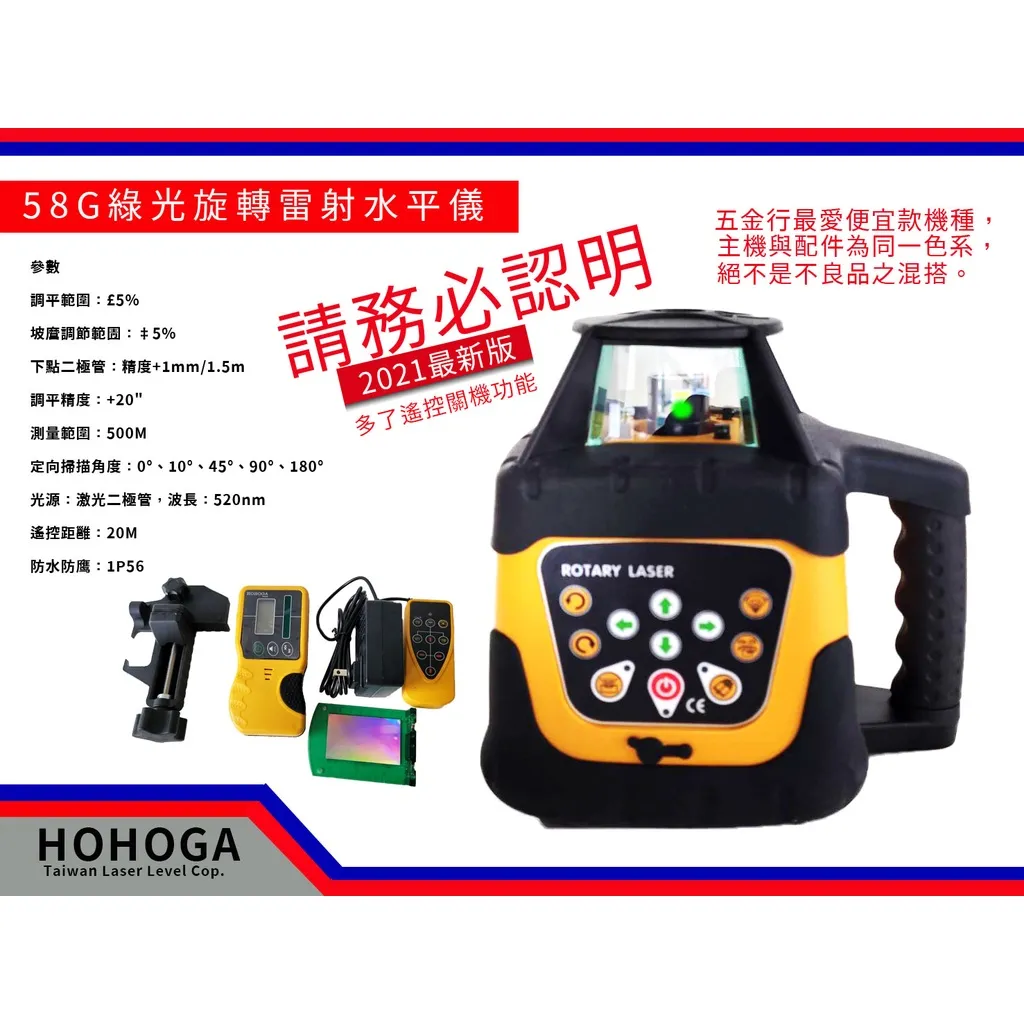 58G綠光旋轉雷射水平儀
五金行最愛便宜款機種，
主機與配件為同一色系，
絕不是不良品之混搭。
請務必認明
2021最新版
多了遙控關機功能
參數
調平範圍：£5%
坡麿調節範囿：‡5%
下點二極管：精度+1mm/1.5m
調平精度：+20"
測量範圍：500M
定向掃描角度：0°、10°、45°、90°、180°
光源：激光二極管，波長：520nm
遙控距離：20M
防水防鷹：1P56
HOHOGA
ROTARY LASER
CE
HOHOGA
Taiwan Laser Level Cop.